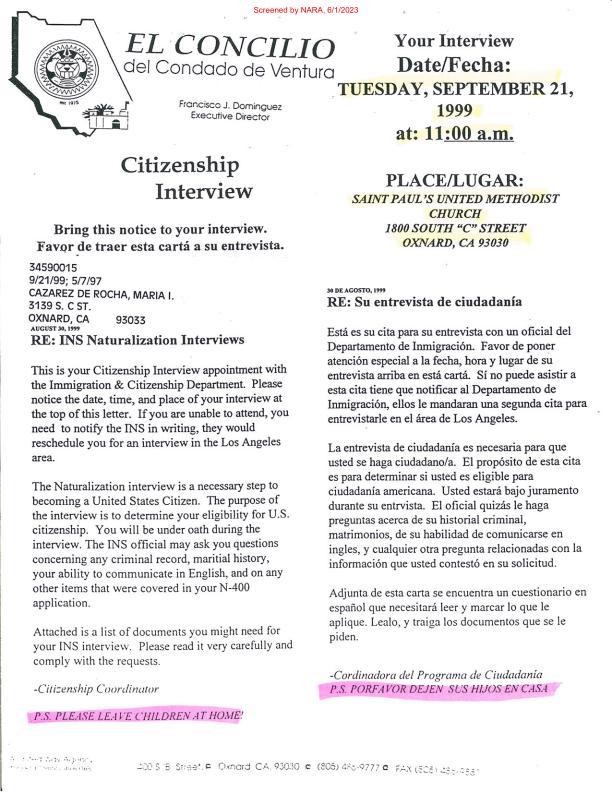 Screened by NARA, 6/1/2023
EL CONCILIO
del Condado de Ventura
Francisco J. Dominguez
Executive Director
Citizenship
Interview
Bring this notice to your interview.
Favor de traer esta cartá a su entrevista.
34590015
9/21/99; 5/7/97
CAZAREZ DE ROCHA, MARIA I.
3139 S. C ST.
OXNARD, CA 93033
AUGUST 30, 1999
RE: INS Naturalization Interviews
This is your Citizenship Interview appointment with
the Immigration & Citizenship Department. Please
notice the date, time, and place of your interview at
the top of this letter. If you are unable to attend, you
need to notify the INS in writing, they would
reschedule you for an interview in the Los Angeles
area.
The Naturalization interview is a necessary step to
becoming a United States Citizen. The purpose of
the interview is to determine your eligibility for U.S.
citizenship. You will be under oath during the
interview. The INS official may ask you questions
concerning any criminal record, maritial history,
your ability to communicate in English, and on any
other items that were covered in your N-400
application.
Attached is a list of documents you might need for
your INS interview. Please read it very carefully and
comply with the requests.
-Citizenship Coordinator
P.S. PLEASE LEAVE CHILDREN AT HOME!
Your Interview
Date/Fecha:
TUESDAY, SEPTEMBER 21,
1999
at: 11:00 a.m.
PLACE/LUGAR:
SAINT PAUL'S UNITED METHODIST
CHURCH
1800 SOUTH "C" STREET
OXNARD, CA 93030
30 DE AGOSTO, 1999
RE: Su entrevista de ciudadanía
Está es su cita para su entrevista con un oficial del
Departamento de Inmigración. Favor de poner
atención especial a la fecha, hora y lugar de su
entrevista arriba en está cartá. Sí no puede asistir a
esta cita tiene que notificar al Departamento de
Inmigración, ellos le mandaran una segunda cita para
entrevistarle en el área de Los Angeles.
La entrevista de ciudadanía es necesaria para que
usted se haga ciudadano/a. El propósito de esta cita
es para determinar si usted es eligible para
ciudadanía americana. Usted estará bajo juramento
durante su entrvista. El oficial quizás le haga
preguntas acerca de su historial criminal,
matrimonios, de su habilidad de comunicarse en
ingles, y cualquier otra pregunta relacionadas con la
información que usted contestó en su solicitud.
Adjunta de esta carta se encuentra un cuestionario en
español que necesitará leer y marcar lo que le
aplique. Lealo, y traiga los documentos que se le
piden.
-Cordinadora del Programa de Ciudadanía
P.S. PORFAVOR DEJEN SUS HIJOS EN CASA
400 S. B Street, Oxnard CA. 93030 (805) 486-9777 FAX (805)